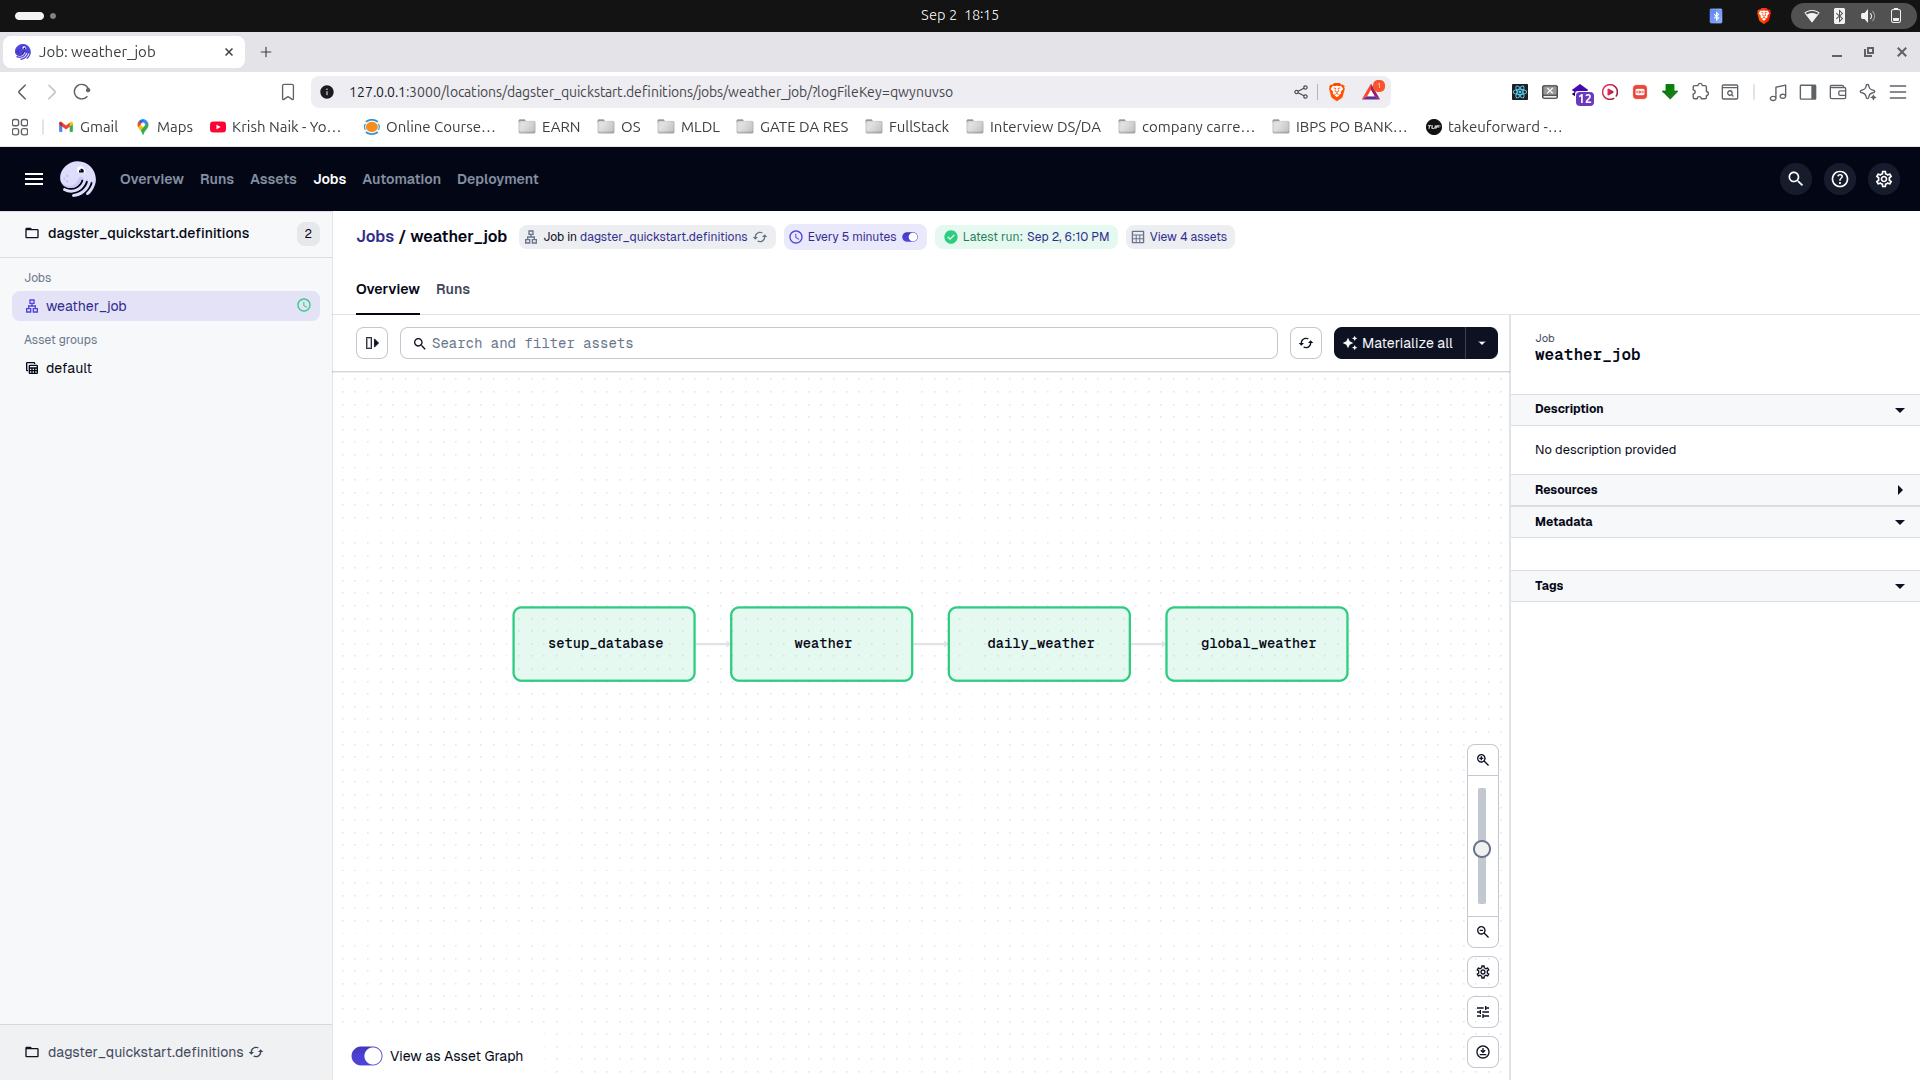 Sep 2 18:15
Job: weather_job
127.0.0.1:3000/locations/dagster_quickstart.definitions/jobs/weather_job/?logFileKey=qwynuvso
1
12
Gmail
Maps
Krish Naik - Yo...
Online Course...
EARN
OS
MLDL
GATE DA RES
FullStack
Interview DS/DA
company carre...
IBPS PO BANK...
takeuforward -...
Overview
Runs
Assets
Jobs
Automation
Deployment
dagster_quickstart.definitions
2
Jobs
weather_job
Asset groups
default
Jobs / weather_job
Job in dagster_quickstart.definitions
Every 5 minutes
Latest run: Sep 2, 6:10 PM
View 4 assets
Overview
Runs
Search and filter assets
Materialize all
setup_database
weather
daily_weather
global_weather
Job
weather_job
Description
No description provided
Resources
Metadata
Tags
dagster_quickstart.definitions
View as Asset Graph